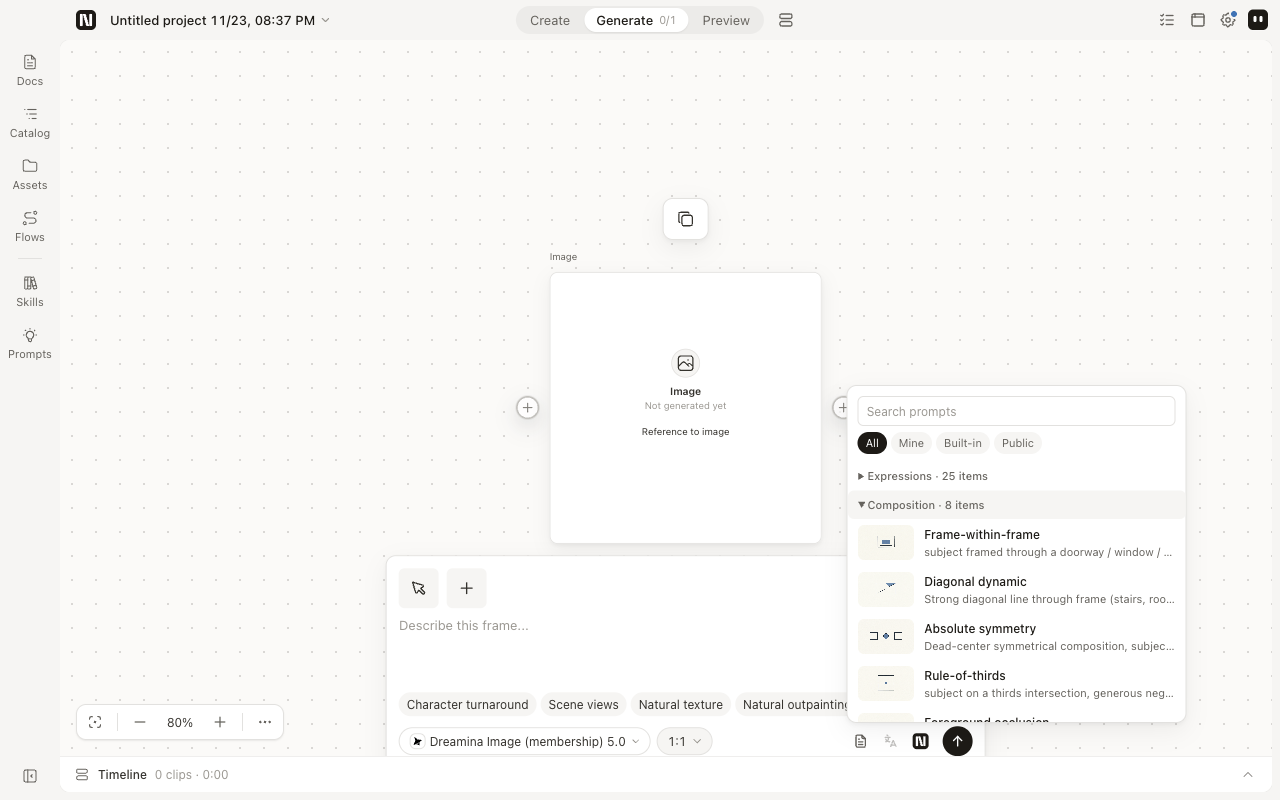 Untitled project 11/23, 08:37 PM
Create
Generate 0/1
Preview
Docs
Catalog
Assets
Flows
Skills
Prompts
Image
Image
Not generated yet
Reference to image
Search prompts
All
Mine
Built-in
Public
Expressions · 25 items
Composition · 8 items
Frame-within-frame
subject framed through a doorway / window / ...
Diagonal dynamic
Strong diagonal line through frame (stairs, roo...
Absolute symmetry
Dead-center symmetrical composition, subjec...
Rule-of-thirds
subject on a thirds intersection, generous neg...
Foreground occlusion
Describe this frame...
Character turnaround
Scene views
Natural texture
Natural outpainting
Dreamina Image (membership) 5.0
1:1
80%
Timeline 0 clips · 0:00